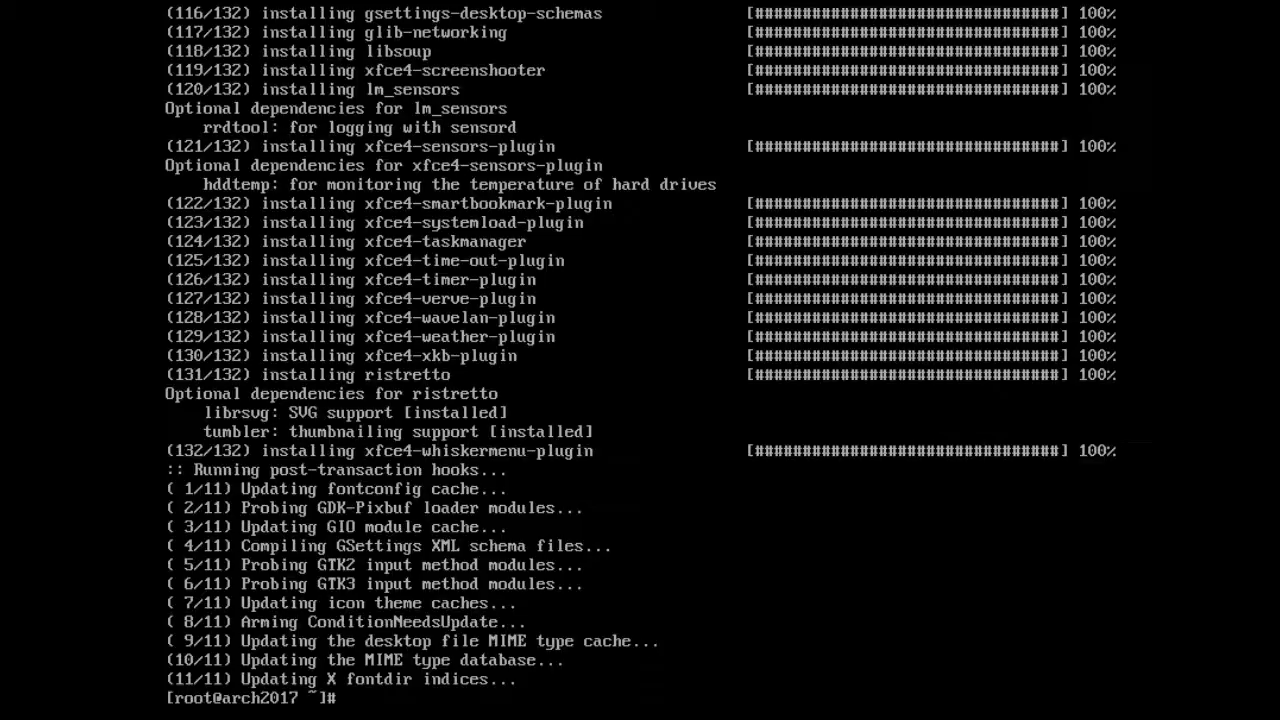 (116/132) installing gsettings-desktop-schemas [################################] 100%
(117/132) installing glib-networking [################################] 100%
(118/132) installing libsoup [################################] 100%
(119/132) installing xfce4-screenshooter [################################] 100%
(120/132) installing lm_sensors [################################] 100%
Optional dependencies for lm_sensors
    rrdtool: for logging with sensord
(121/132) installing xfce4-sensors-plugin [################################] 100%
Optional dependencies for xfce4-sensors-plugin
    hddtemp: for monitoring the temperature of hard drives
(122/132) installing xfce4-smartbookmark-plugin [################################] 100%
(123/132) installing xfce4-systemload-plugin [################################] 100%
(124/132) installing xfce4-taskmanager [################################] 100%
(125/132) installing xfce4-time-out-plugin [################################] 100%
(126/132) installing xfce4-timer-plugin [################################] 100%
(127/132) installing xfce4-verve-plugin [################################] 100%
(128/132) installing xfce4-wavelan-plugin [################################] 100%
(129/132) installing xfce4-weather-plugin [################################] 100%
(130/132) installing xfce4-xkb-plugin [################################] 100%
(131/132) installing ristretto [################################] 100%
Optional dependencies for ristretto
    librsvg: SVG support [installed]
    tumbler: thumbnailing support [installed]
(132/132) installing xfce4-whiskermenu-plugin [################################] 100%
:: Running post-transaction hooks...
( 1/11) Updating fontconfig cache...
( 2/11) Probing GDK-Pixbuf loader modules...
( 3/11) Updating GIO module cache...
( 4/11) Compiling GSettings XML schema files...
( 5/11) Probing GTK2 input method modules...
( 6/11) Probing GTK3 input method modules...
( 7/11) Updating icon theme caches...
( 8/11) Arming ConditionNeedsUpdate...
( 9/11) Updating the desktop file MIME type cache...
(10/11) Updating the MIME type database...
(11/11) Updating X fontdir indices...
[root@arch2017 ~]#